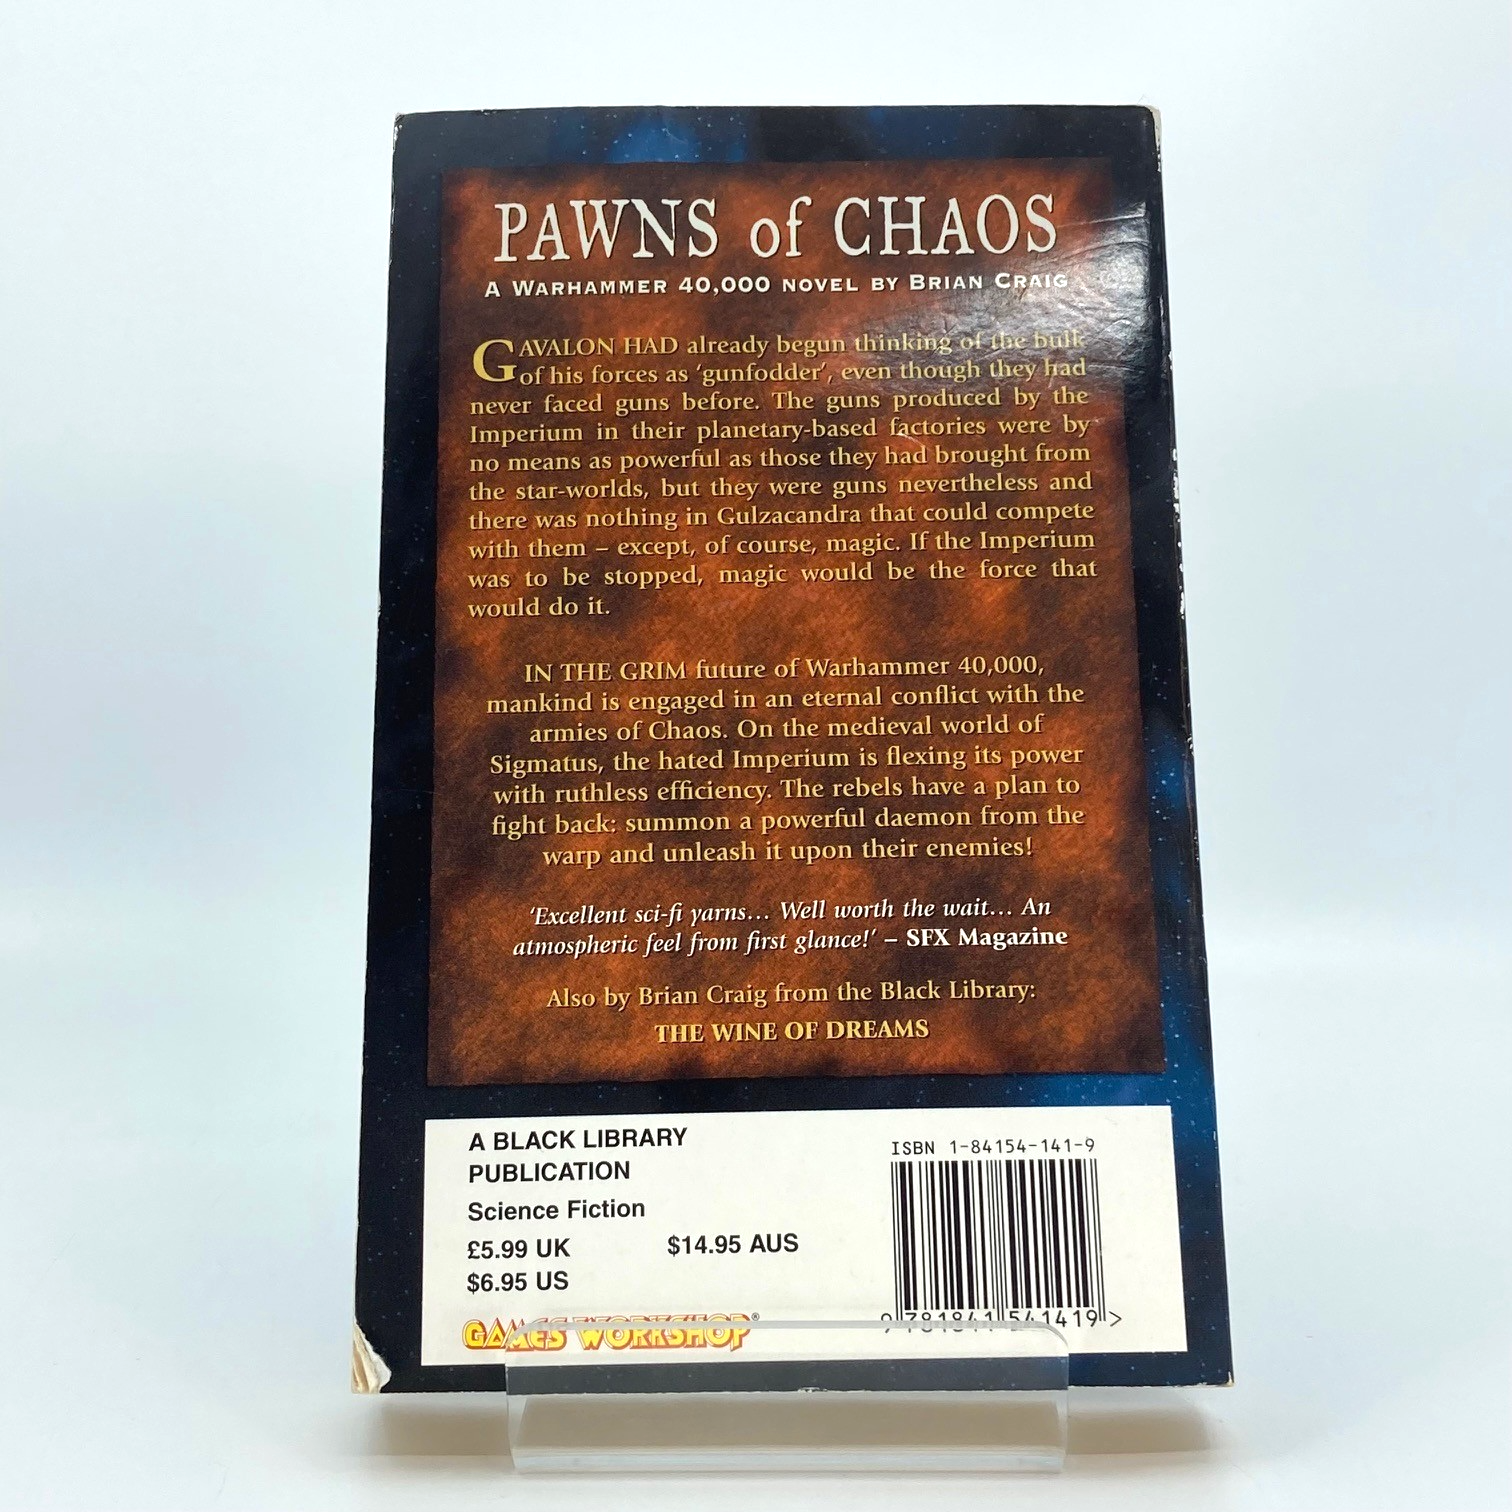 PAWNS of CHAOS
A WARHAMMER 40,000 NOVEL BY BRIAN CRAIG
GAVALON HAD already begun thinking of the bulk
of his forces as 'gunfodder', even though they had
never faced guns before. The guns produced by the
Imperium in their planetary-based factories were by
no means as powerful as those they had brought from
the star-worlds, but they were guns nevertheless and
there was nothing in Gulzacandra that could compete
with them – except, of course, magic. If the Imperium
was to be stopped, magic would be the force that
would do it.
IN THE GRIM future of Warhammer 40,000,
mankind is engaged in an eternal conflict with the
armies of Chaos. On the medieval world of
Sigmatus, the hated Imperium is flexing its power
with ruthless efficiency. The rebels have a plan to
fight back: summon a powerful daemon from the
warp and unleash it upon their enemies!
'Excellent sci-fi yarns... Well worth the wait... An
atmospheric feel from first glance!' – SFX Magazine
Also by Brian Craig from the Black Library:
THE WINE OF DREAMS
A BLACK LIBRARY
PUBLICATION
Science Fiction
£5.99 UK $14.95 AUS
$6.95 US
GAMES WORKSHOP®
ISBN 1-84154-141-9
9 781841 541419 >